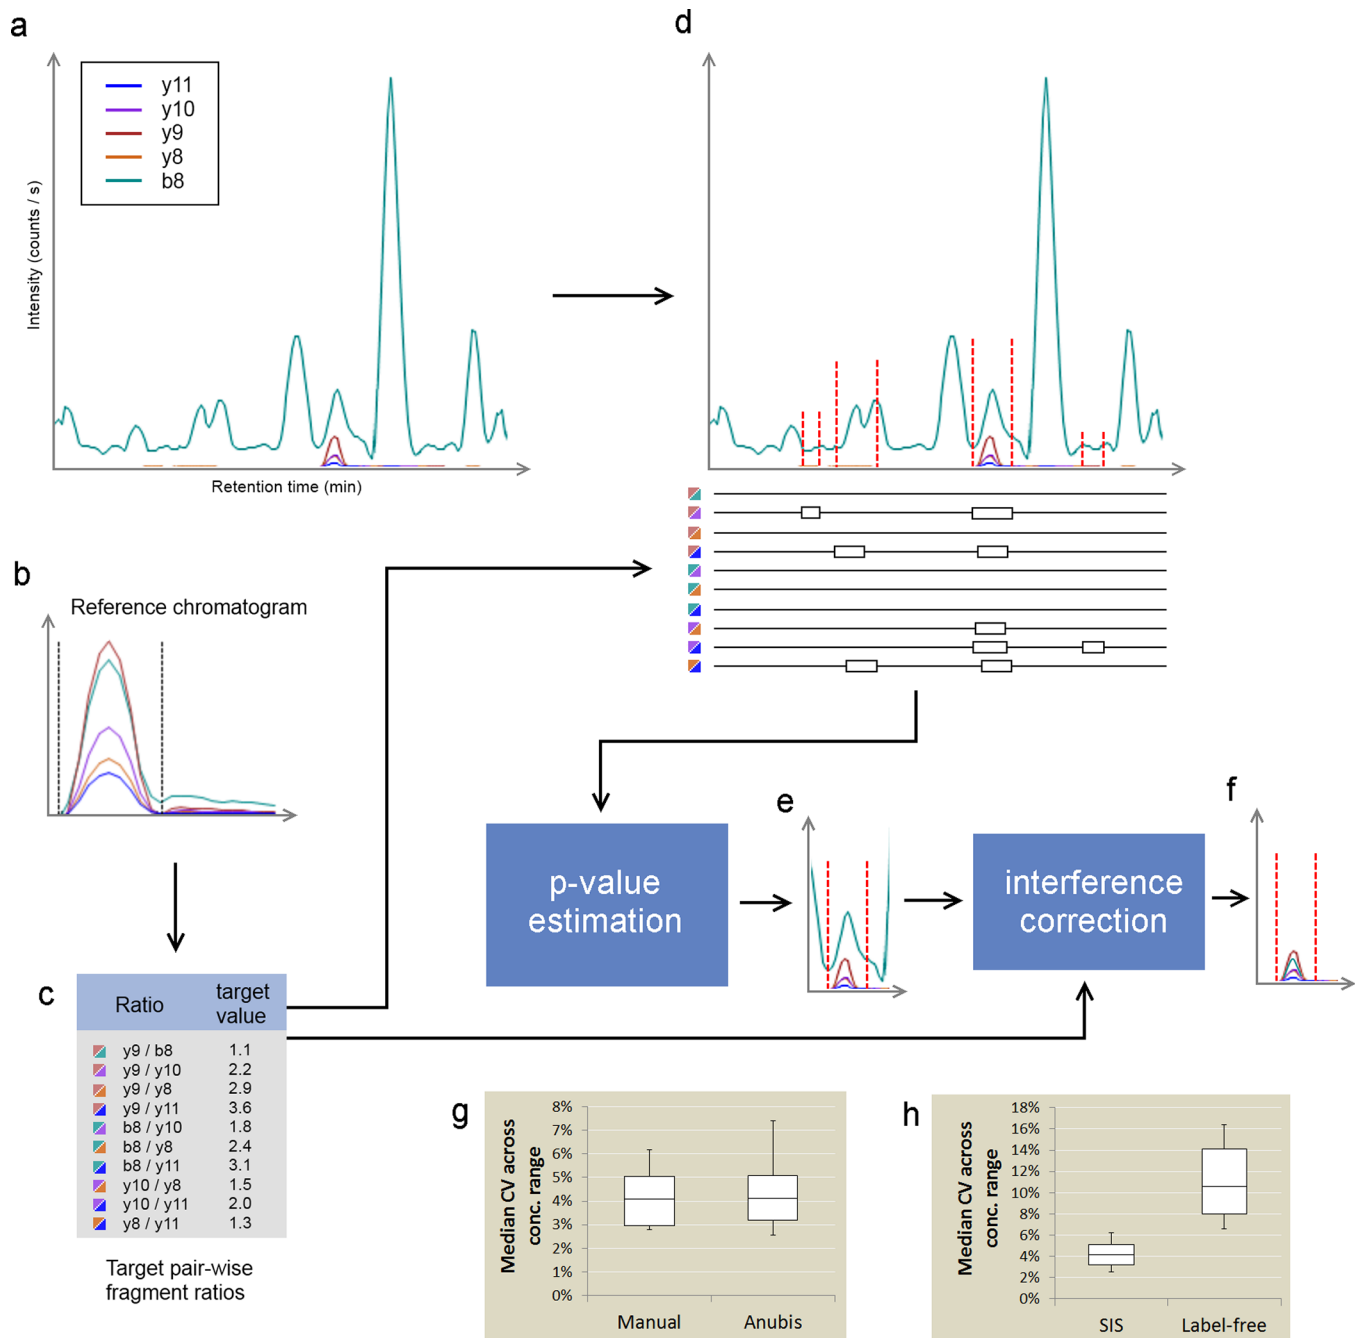 a
y11
y10
y9
y8
b8
Intensity (counts / s)
Retention time (min)
d
b
Reference chromatogram
c
Ratio
target
value
y9 / b8 1.1
y9 / y10 2.2
y9 / y8 2.9
y9 / y11 3.6
b8 / y10 1.8
b8 / y8 2.4
b8 / y11 3.1
y10 / y8 1.5
y10 / y11 2.0
y8 / y11 1.3
Target pair-wise
fragment ratios
p-value
estimation
e
interference
correction
f
g
Median CV across
conc. range
8%
7%
6%
5%
4%
3%
2%
1%
0%
Manual Anubis
h
Median CV across
conc. range
18%
16%
14%
12%
10%
8%
6%
4%
2%
0%
SIS Label-free